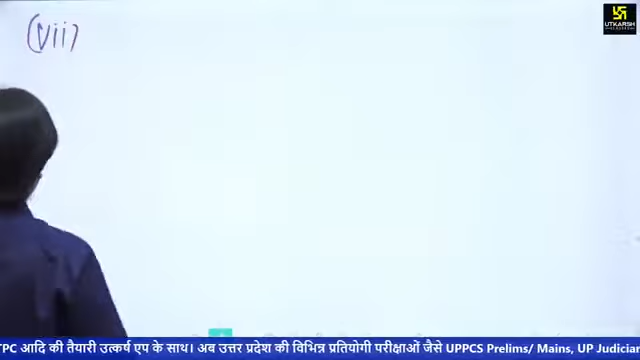 (vii)
UTKARSH
TPC आदि की तैयारी उत्कर्ष एप के साथ। अब उत्तर प्रदेश की विभिन्न प्रतियोगी परीक्षाओं जैसे UPPCS Prelims/ Mains, UP Judiciar